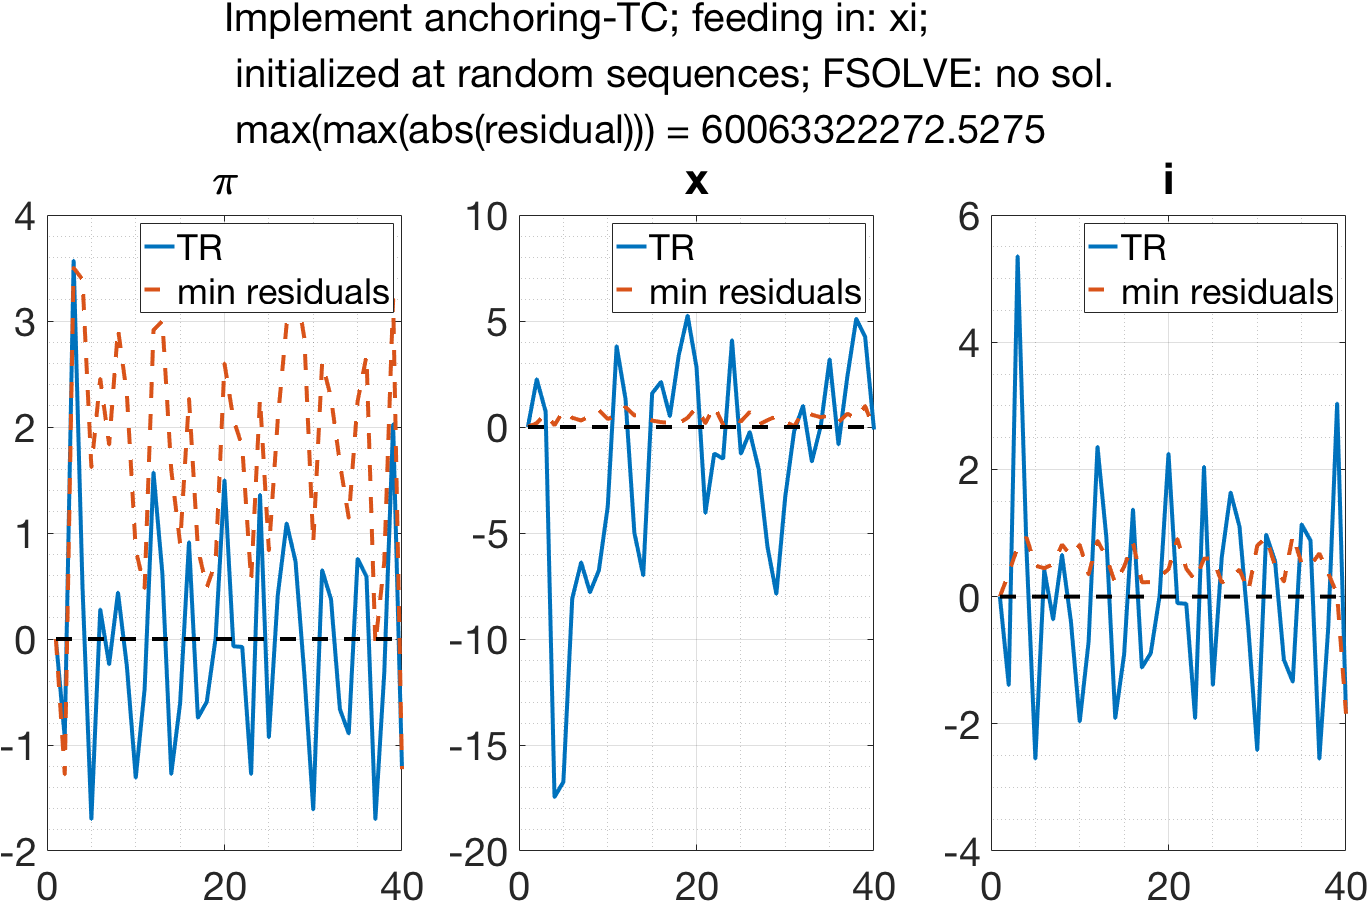 Implement anchoring-TC; feeding in: xi;
initialized at random sequences; FSOLVE: no sol.
max(max(abs(residual))) = 60063322272.5275
π
4
3
2
1
0
-1
-2
0
20
40
TR
min residuals
x
10
5
0
-5
-10
-15
-20
0
20
40
TR
min residuals
i
6
4
2
0
-2
-4
0
20
40
TR
min residuals